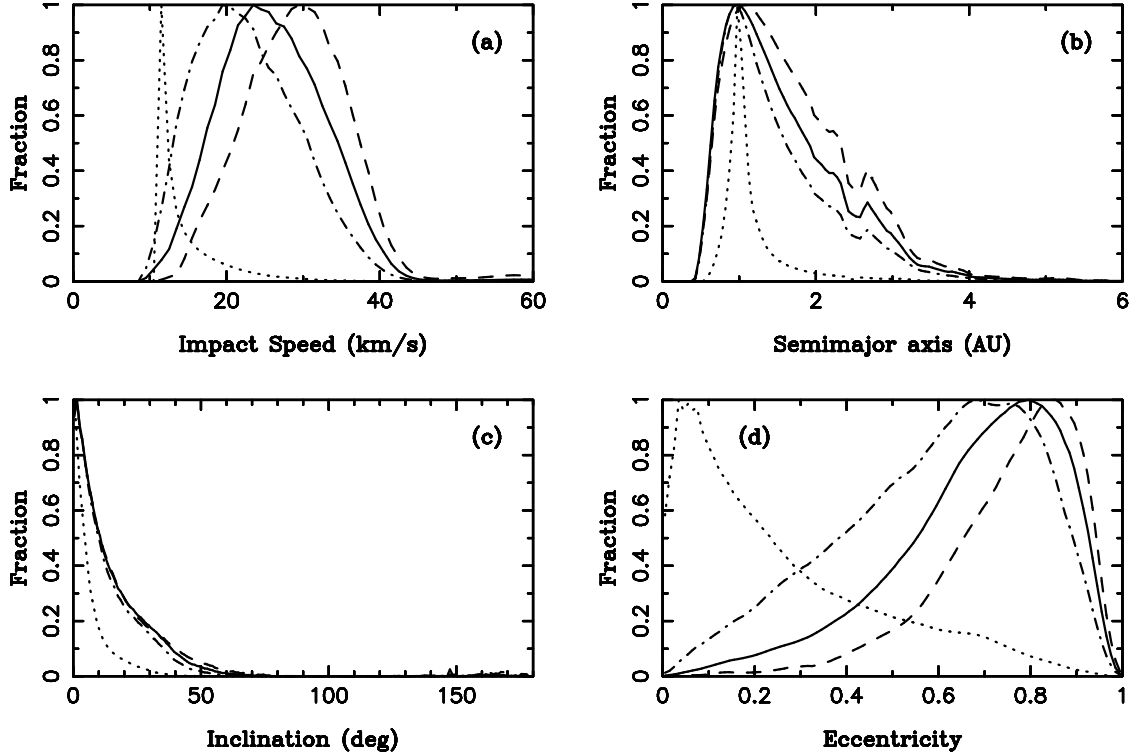 (a)
Fraction
0 0.2 0.4 0.6 0.8 1
0 20 40 60
Impact Speed (km/s)
(b)
Fraction
0 0.2 0.4 0.6 0.8 1
0 2 4 6
Semimajor axis (AU)
(c)
Fraction
0 0.2 0.4 0.6 0.8 1
0 50 100 150
Inclination (deg)
(d)
Fraction
0 0.2 0.4 0.6 0.8 1
0 0.2 0.4 0.6 0.8 1
Eccentricity